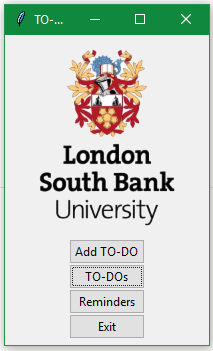 TO-...
London
South Bank
University
Add TO-DO
TO-DOs
Reminders
Exit